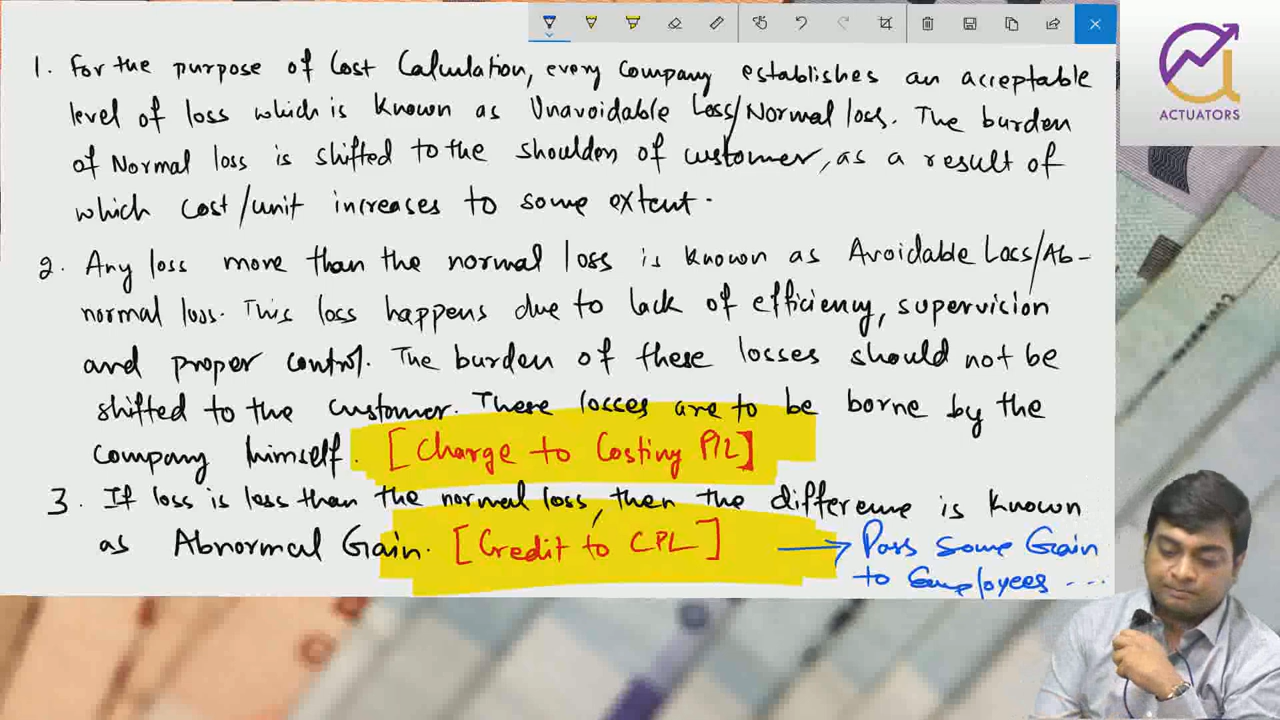 1. For the purpose of Cost Calculation, every Company establishes an acceptable
level of loss which is known as Unavoidable Loss/Normal loss. The burden
of Normal loss is shifted to the shoulder of customer, as a result of
which cost/unit increases to some extent.
2. Any loss more than the normal loss is known as Avoidable Loss/Ab-
normal loss. This loss happens due to lack of efficiency, supervision
and proper control. The burden of these losses should not be
shifted to the customer. These losses are to be borne by the
company himself. [Charge to Costing P/L]
3. If loss is less than the normal loss, then the difference is known
as Abnormal Gain. [Credit to CPL] → Pass Some Gain
to Employees ...
ACTUATORS